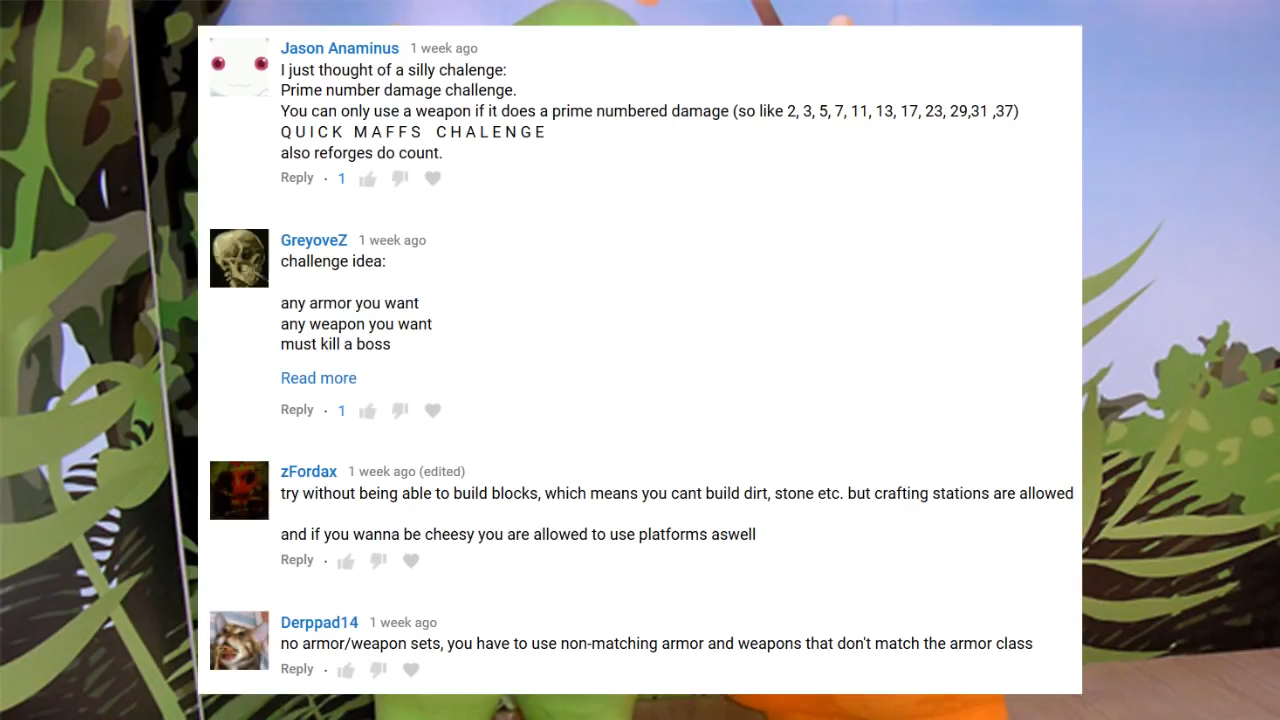 Jason Anaminus 1 week ago
I just thought of a silly chalenge:
Prime number damage challenge.
You can only use a weapon if it does a prime numbered damage (so like 2, 3, 5, 7, 11, 13, 17, 23, 29,31 ,37)
Q U I C K   M A F F S   C H A L E N G E
also reforges do count.
Reply · 1
GreyoveZ 1 week ago
challenge idea:
any armor you want
any weapon you want
must kill a boss
Read more
Reply · 1
zFordax 1 week ago (edited)
try without being able to build blocks, which means you cant build dirt, stone etc. but crafting stations are allowed
and if you wanna be cheesy you are allowed to use platforms aswell
Reply ·
Derppad14 1 week ago
no armor/weapon sets, you have to use non-matching armor and weapons that don't match the armor class
Reply ·